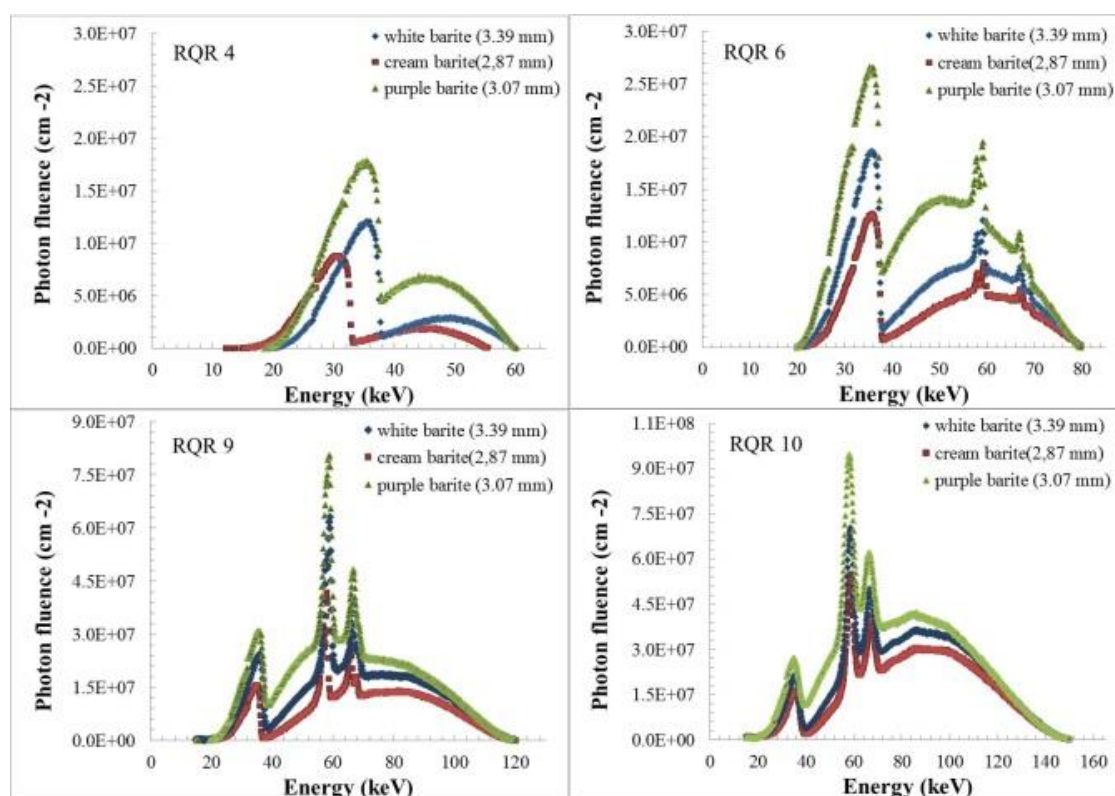 RQR 4
white barite (3.39 mm)
cream barite(2,87 mm)
purple barite (3.07 mm)
Photon fluence (cm -2)
3.0E+07
2.5E+07
2.0E+07
1.5E+07
1.0E+07
5.0E+06
0.0E+00
0 10 20 30 40 50 60
Energy (keV)
RQR 6
white barite (3.39 mm)
cream barite(2,87 mm)
purple barite (3.07 mm)
Photon fluence (cm -2
3.0E+07
2.5E+07
2.0E+07
1.5E+07
1.0E+07
5.0E+06
0.0E+00
0 10 20 30 40 50 60 70 80
Energy (keV)
RQR 9
white barite (3.39 mm)
cream barite(2,87 mm)
purple barite (3.07 mm)
Photon fluence (cm -2)
9.0E+07
7.5E+07
6.0E+07
4.5E+07
3.0E+07
1.5E+07
0.0E+00
0 20 40 60 80 100 120
Energy (keV)
RQR 10
white barite (3.39 mm)
cream barite(2,87 mm)
purple barite (3.07 mm)
Photon fluence (cm -2)
1.1E+08
9.0E+07
7.5E+07
6.0E+07
4.5E+07
3.0E+07
1.5E+07
0.0E+00
0 20 40 60 80 100 120 140 160
Energy (keV)